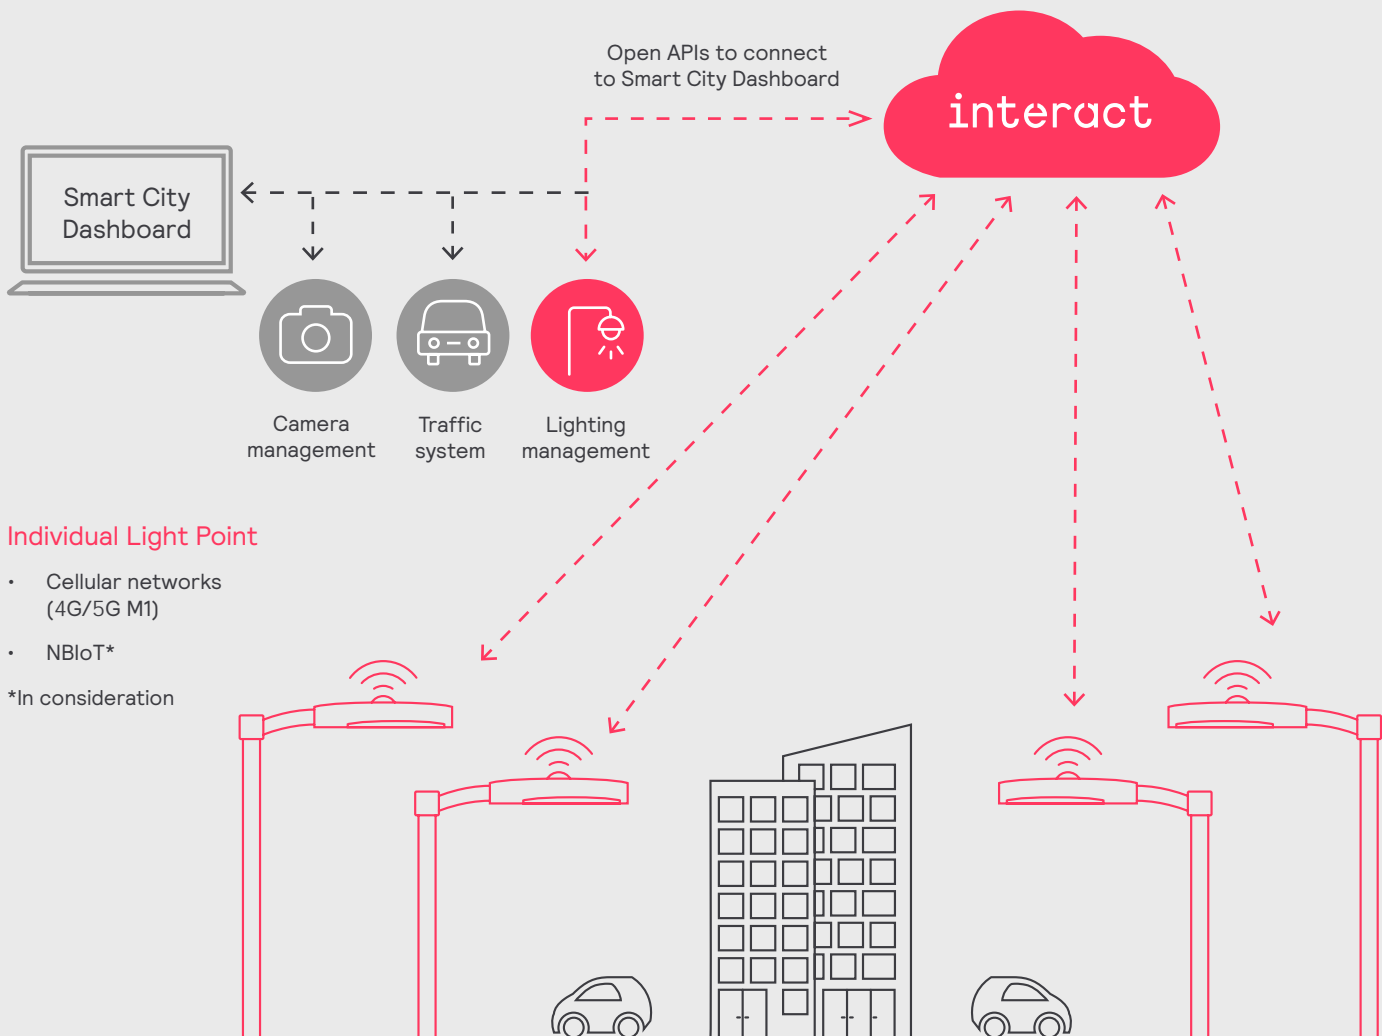 Open APIs to connect
to Smart City Dashboard
interact
Smart City
Dashboard
Camera
management
Traffic
system
Lighting
management
Individual Light Point
• Cellular networks
(4G/5G M1)
• NBIoT*
*In consideration